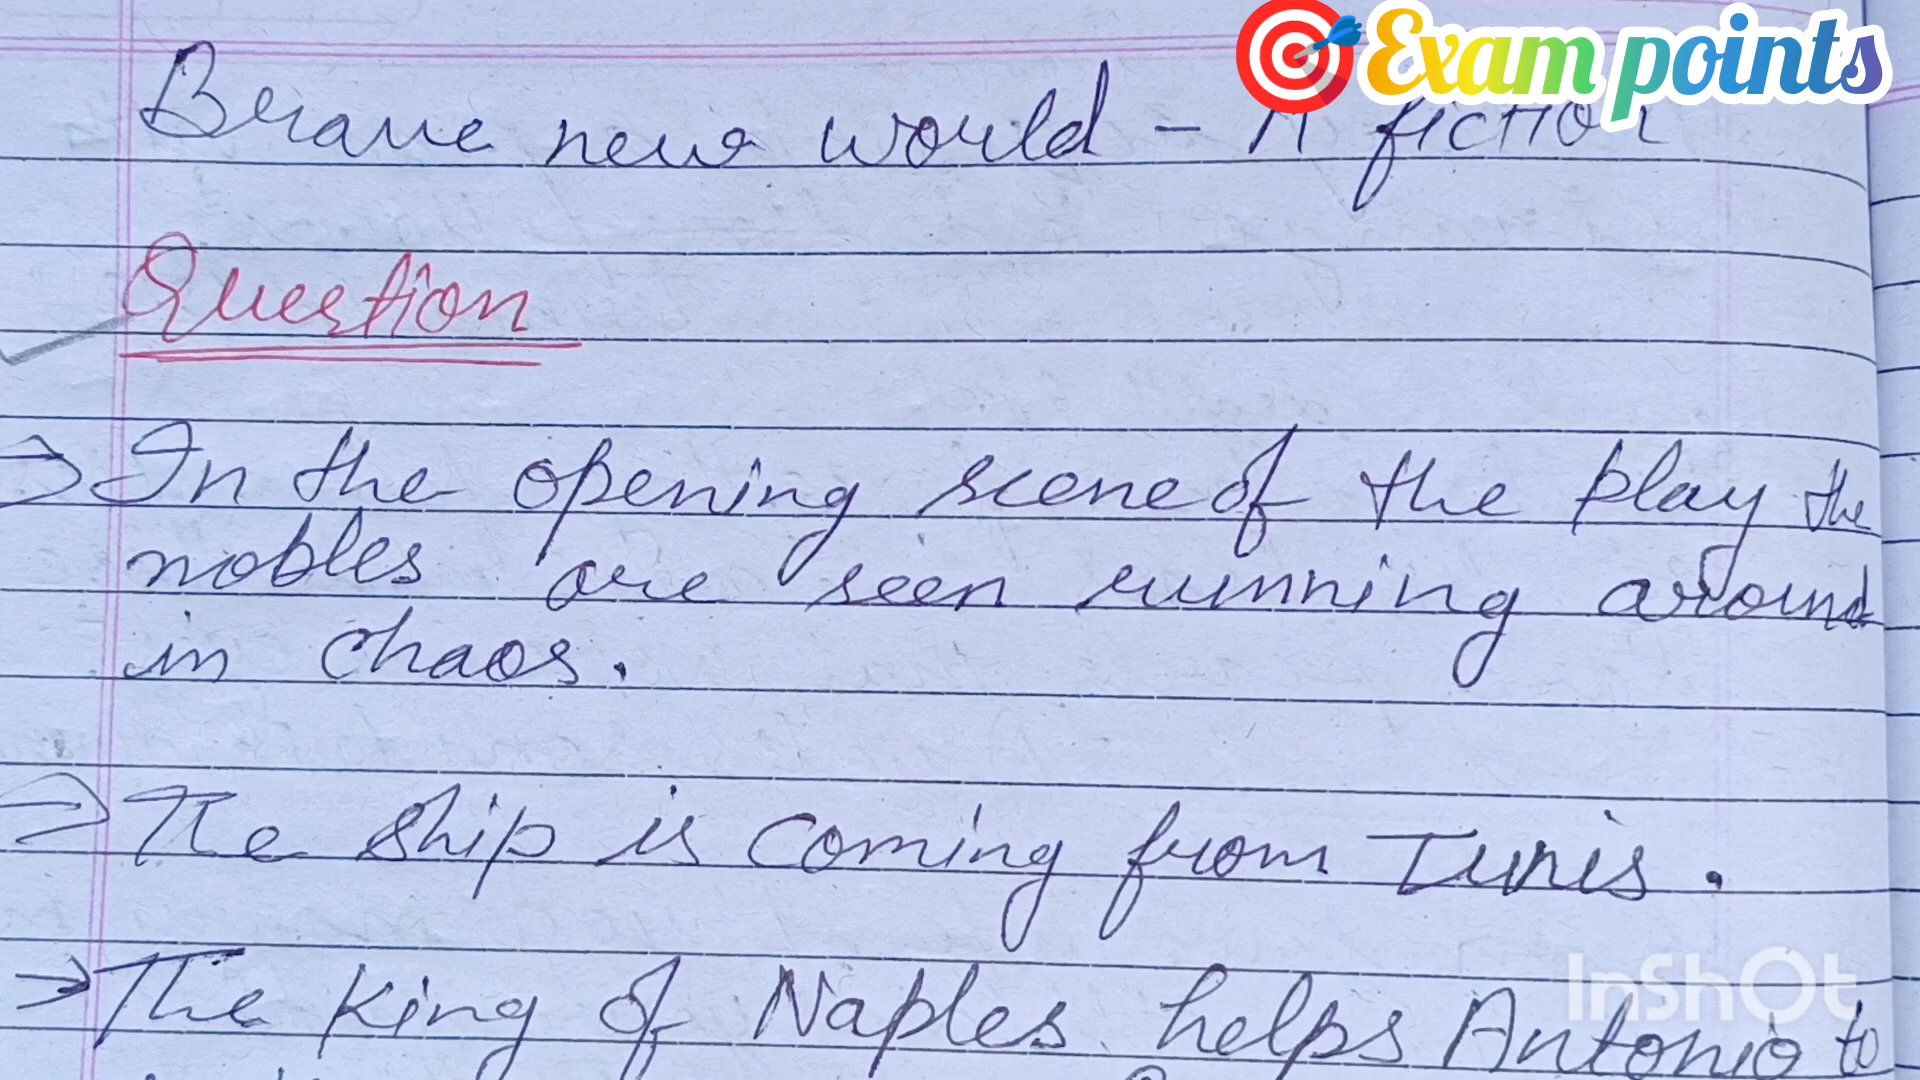 Exam points
Brave new world - A fiction
Question
→ In the opening scene of the play the
nobles are seen running around
in chaos.
→ The ship is coming from Tunis.
→ The King of Naples helps Antonio to
InShOt